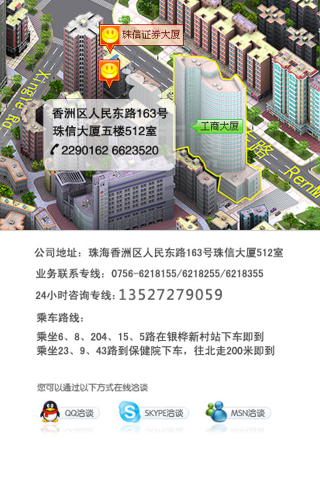 珠信证券大厦
Xingye Rd
香洲区人民东路163号
珠信大厦五楼512室
2290162 6623520
工商大厦
东路
RenM
公司地址：珠海香洲区人民东路163号珠信大厦512室
业务联系专线：0756-6218155/6218255/6218355
24小时咨询专线：13527279059
乘车路线：
乘坐6、8、204、15、5路在银桦新村站下车即到
乘坐23、9、43路到保健院下车，往北走200米即到
您可以通过以下方式在线洽谈
QQ洽谈
SKYPE洽谈
MSN洽谈